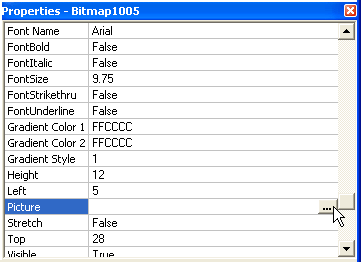 Properties - Bitmap1005
Font Name Arial
FontBold False
FontItalic False
FontSize 9.75
FontStrikethru False
FontUnderline False
Gradient Color 1 FFCCCC
Gradient Color 2 FFCCCC
Gradient Style 1
Height 12
Left 5
Picture ...
Stretch False
Top 28
Visible True